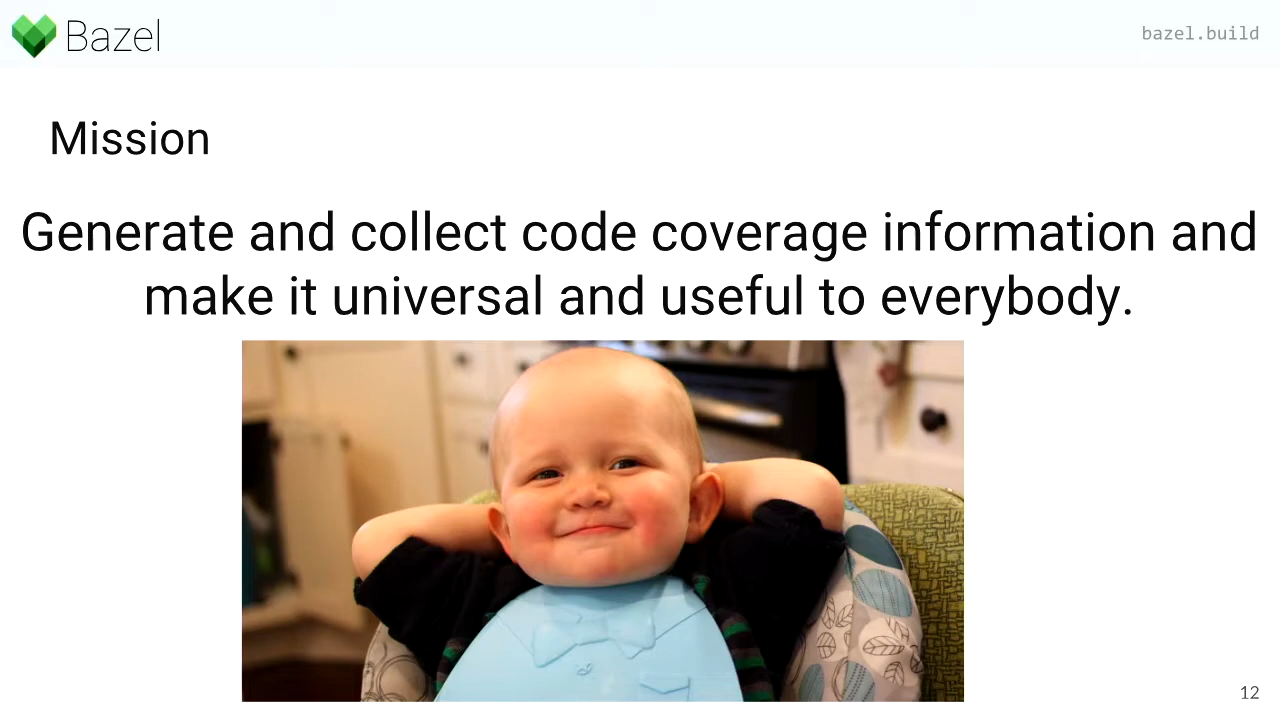 Bazel
bazel.build
Mission
Generate and collect code coverage information and
make it universal and useful to everybody.
12